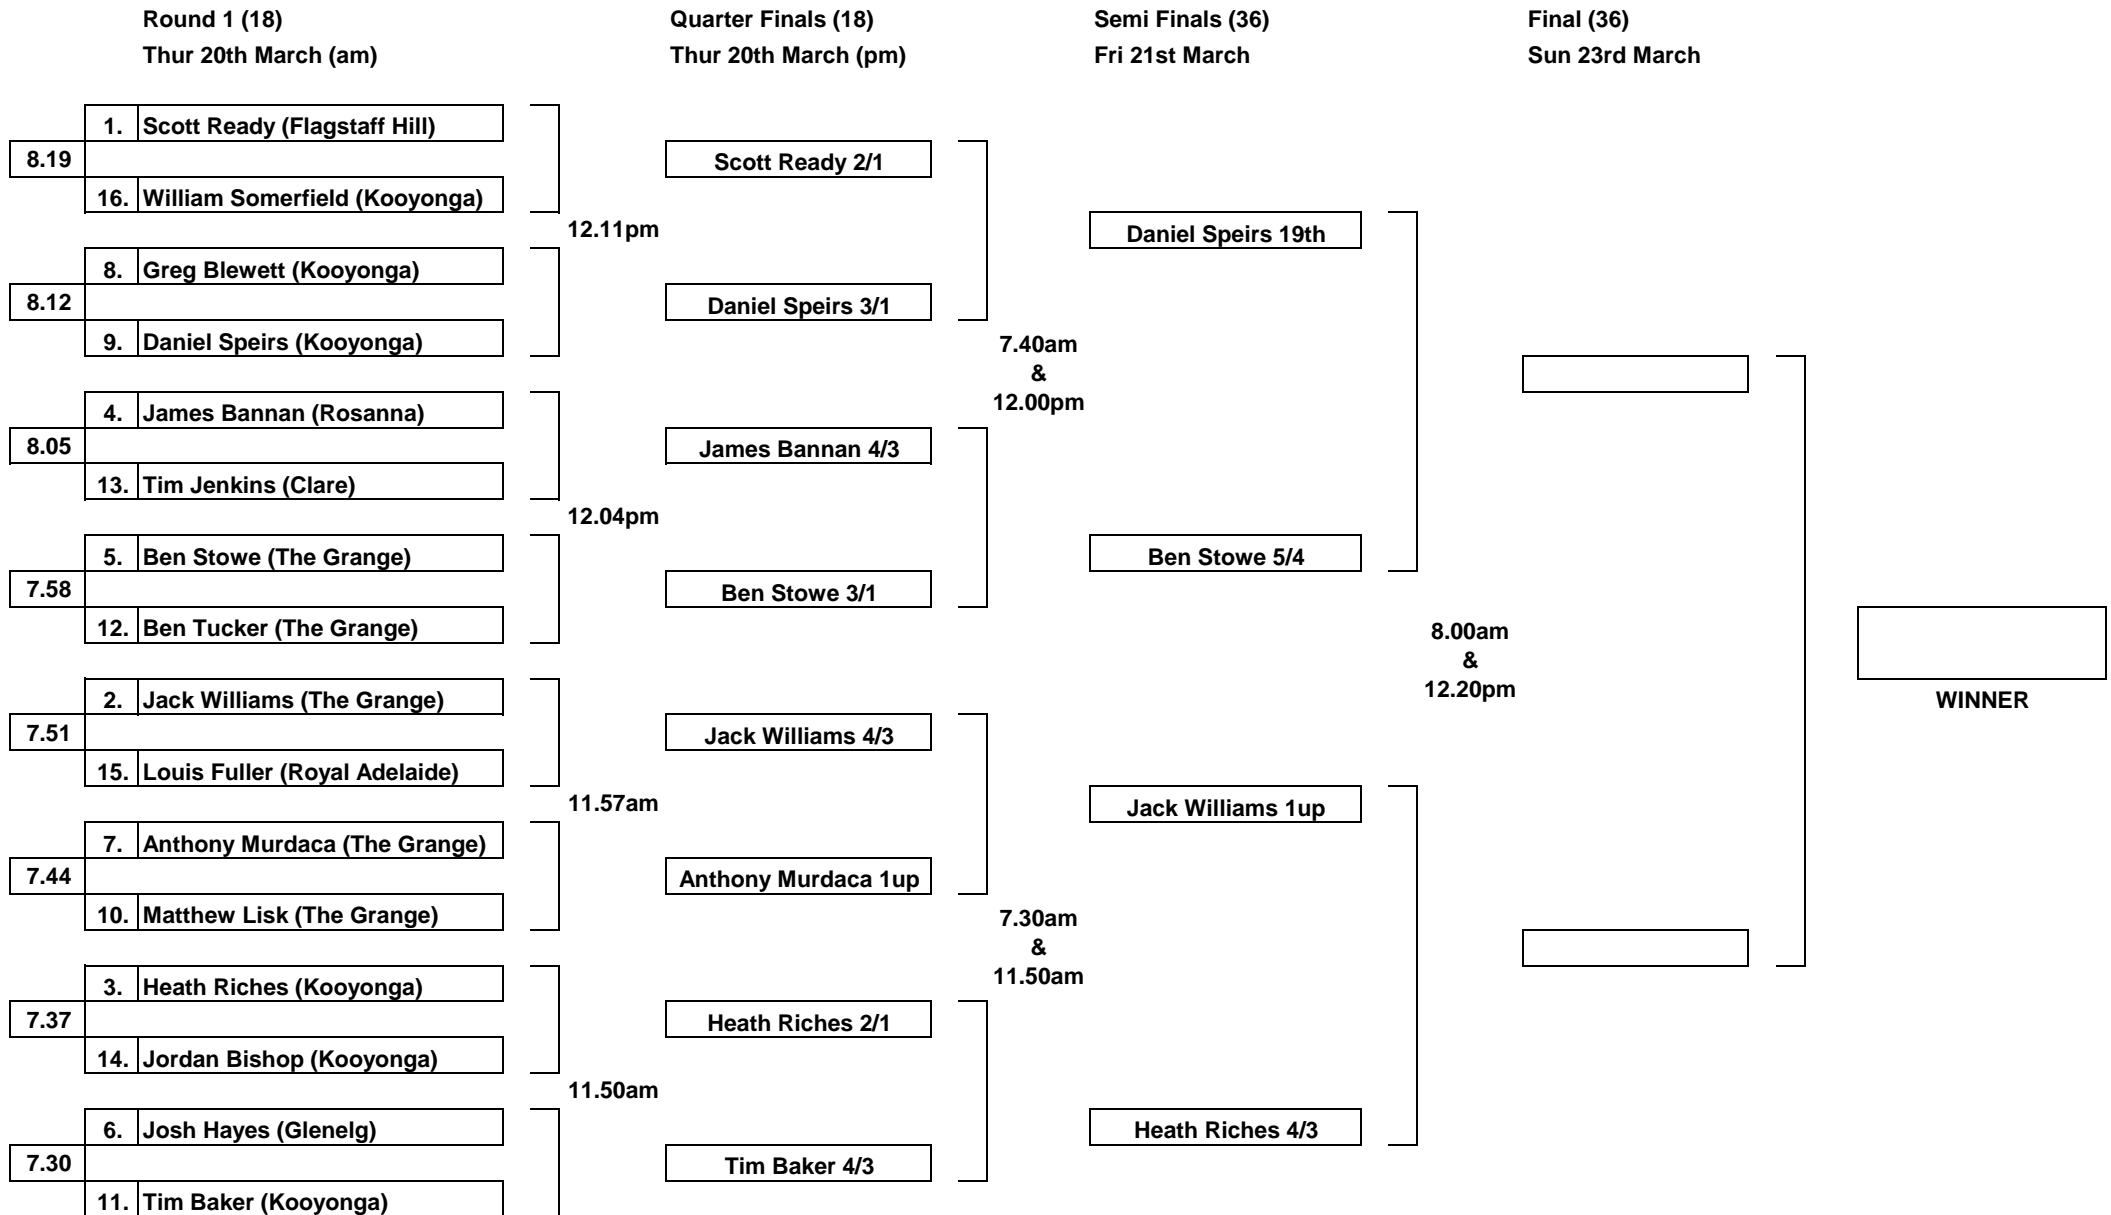 Round 1 (18)
Quarter Finals (18)
Semi Finals (36)
Final (36)
Thur 20th March (am)
Thur 20th March (pm)
Fri 21st March
Sun 23rd March
1. Scott Ready (Flagstaff Hill)
8.19
Scott Ready 2/1
16. William Somerfield (Kooyonga)
12.11pm
Daniel Speirs 19th
8. Greg Blewett (Kooyonga)
8.12
Daniel Speirs 3/1
9. Daniel Speirs (Kooyonga)
7.40am
&
12.00pm
4. James Bannan (Rosanna)
8.05
James Bannan 4/3
13. Tim Jenkins (Clare)
12.04pm
5. Ben Stowe (The Grange)
Ben Stowe 5/4
7.58
Ben Stowe 3/1
12. Ben Tucker (The Grange)
8.00am
&
12.20pm
2. Jack Williams (The Grange)
WINNER
7.51
Jack Williams 4/3
15. Louis Fuller (Royal Adelaide)
11.57am
Jack Williams 1up
7. Anthony Murdaca (The Grange)
7.44
Anthony Murdaca 1up
10. Matthew Lisk (The Grange)
7.30am
&
11.50am
3. Heath Riches (Kooyonga)
7.37
Heath Riches 2/1
14. Jordan Bishop (Kooyonga)
11.50am
6. Josh Hayes (Glenelg)
Heath Riches 4/3
7.30
Tim Baker 4/3
11. Tim Baker (Kooyonga)